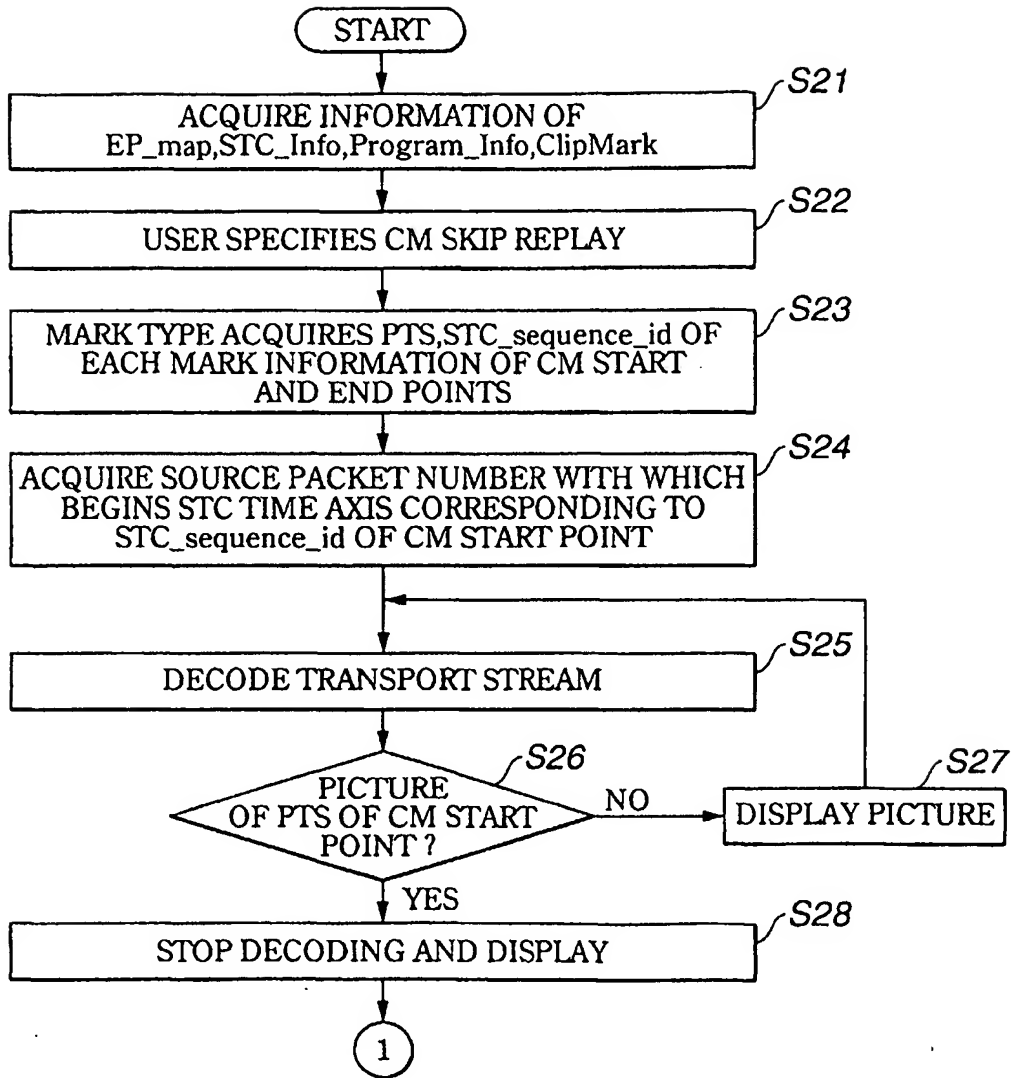 START
S21
ACQUIRE INFORMATION OF
EP_map,STC_Info,Program_Info,ClipMark
S22
USER SPECIFIES CM SKIP REPLAY
S23
MARK TYPE ACQUIRES PTS,STC_sequence_id OF
EACH MARK INFORMATION OF CM START
AND END POINTS
S24
ACQUIRE SOURCE PACKET NUMBER WITH WHICH
BEGINS STC TIME AXIS CORRESPONDING TO
STC_sequence_id OF CM START POINT
S25
DECODE TRANSPORT STREAM
S26
PICTURE
OF PTS OF CM START
POINT ?
NO
S27
DISPLAY PICTURE
YES
S28
STOP DECODING AND DISPLAY
1